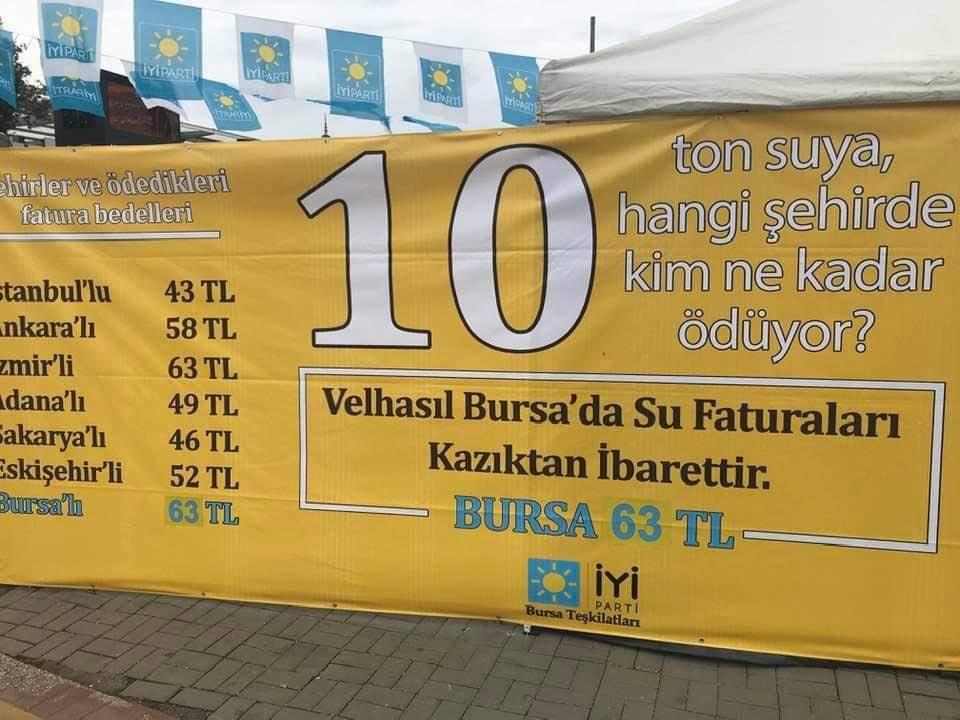 İYİPARTİ
İYİPARTİ
İYİPARTİ
İYİPARTİ
İYİPARTİ
İYİPARTİ
İYİPARTİ
İYİPARTİ
ehirler ve ödedikleri
fatura bedelleri
stanbul'lu 43 TL
nkara'lı 58 TL
zmir'li 63 TL
dana'lı 49 TL
Sakarya'lı 46 TL
Eskişehir'li 52 TL
Bursa'lı 63 TL
10 ton suya,
hangi şehirde
kim ne kadar
ödüyor?
Velhasıl Bursa'da Su Faturaları
Kazıktan İbarettir.
BURSA 63 TL
İYİ
PARTİ
Bursa Teşkilatları